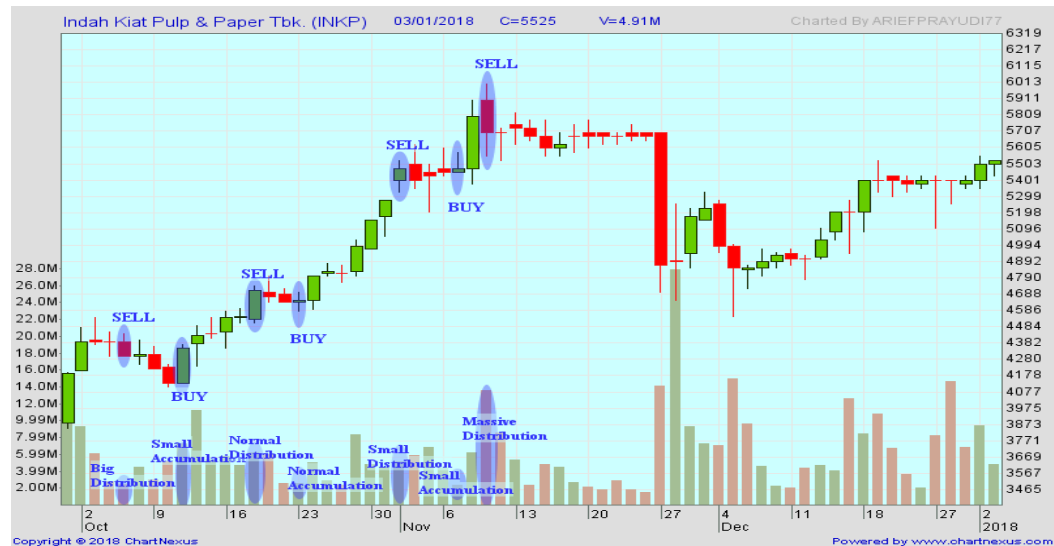 Indah Kiat Pulp & Paper Tbk. (INKP) 03/01/2018 C=5525 V=4.91M Charted By ARIEFPRAYUDI77
6319
6217
6115
6013
5911
5809
5707
5605
5503
5401
5299
5198
5096
4994
4892
4790
4688
4586
4484
4382
4280
4178
4077
3975
3873
3771
3669
3567
3465
28.0M
26.0M
24.0M
22.0M
20.0M
18.0M
16.0M
14.0M
12.0M
9.99M
7.99M
5.99M
3.99M
2.00M
SELL
BUY
SELL
BUY
SELL
BUY
SELL
Big
Distribution
Small
Accumulation
Normal
Distribution
Normal
Accumulation
Small
Distribution
Small
Accumulation
Massive
Distribution
2 9 16 23 30 6 13 20 27 4 11 18 27 2
Oct Nov Dec 2018
Copyright © 2018 ChartNexus Powered by www.chartnexus.com